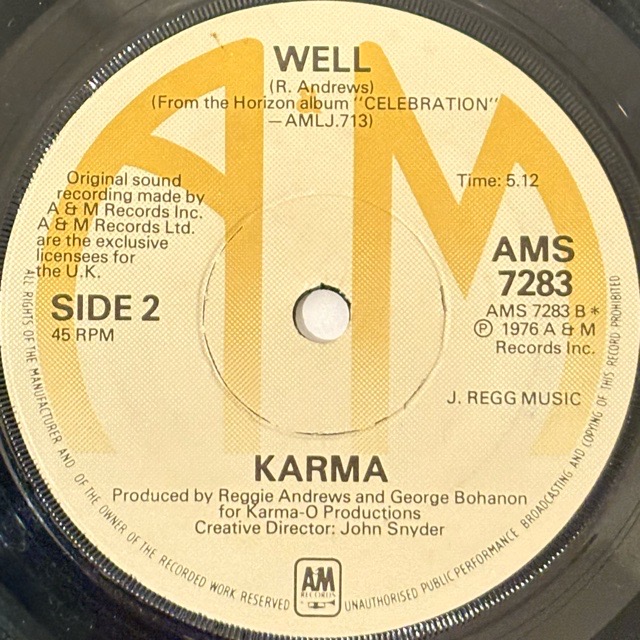 WELL
(R. Andrews)
(From the Horizon album "CELEBRATION"
—AMLJ.713)
Original sound
recording made by
A & M Records Inc.
A & M Records Ltd.
are the exclusive
licensees for
the U.K.
Time: 5.12
SIDE 2
45 RPM
AMS
7283
AMS 7283 B*
℗ 1976 A & M
Records Inc.
J. REGG MUSIC
KARMA
Produced by Reggie Andrews and George Bohanon
for Karma-O Productions
Creative Director: John Snyder
ALL RIGHTS OF THE MANUFACTURER AND OF THE OWNER OF THE RECORDED WORK RESERVED
UNAUTHORISED PUBLIC PERFORMANCE BROADCASTING AND COPYING OF THIS RECORD PROHIBITED
AM
RECORDS